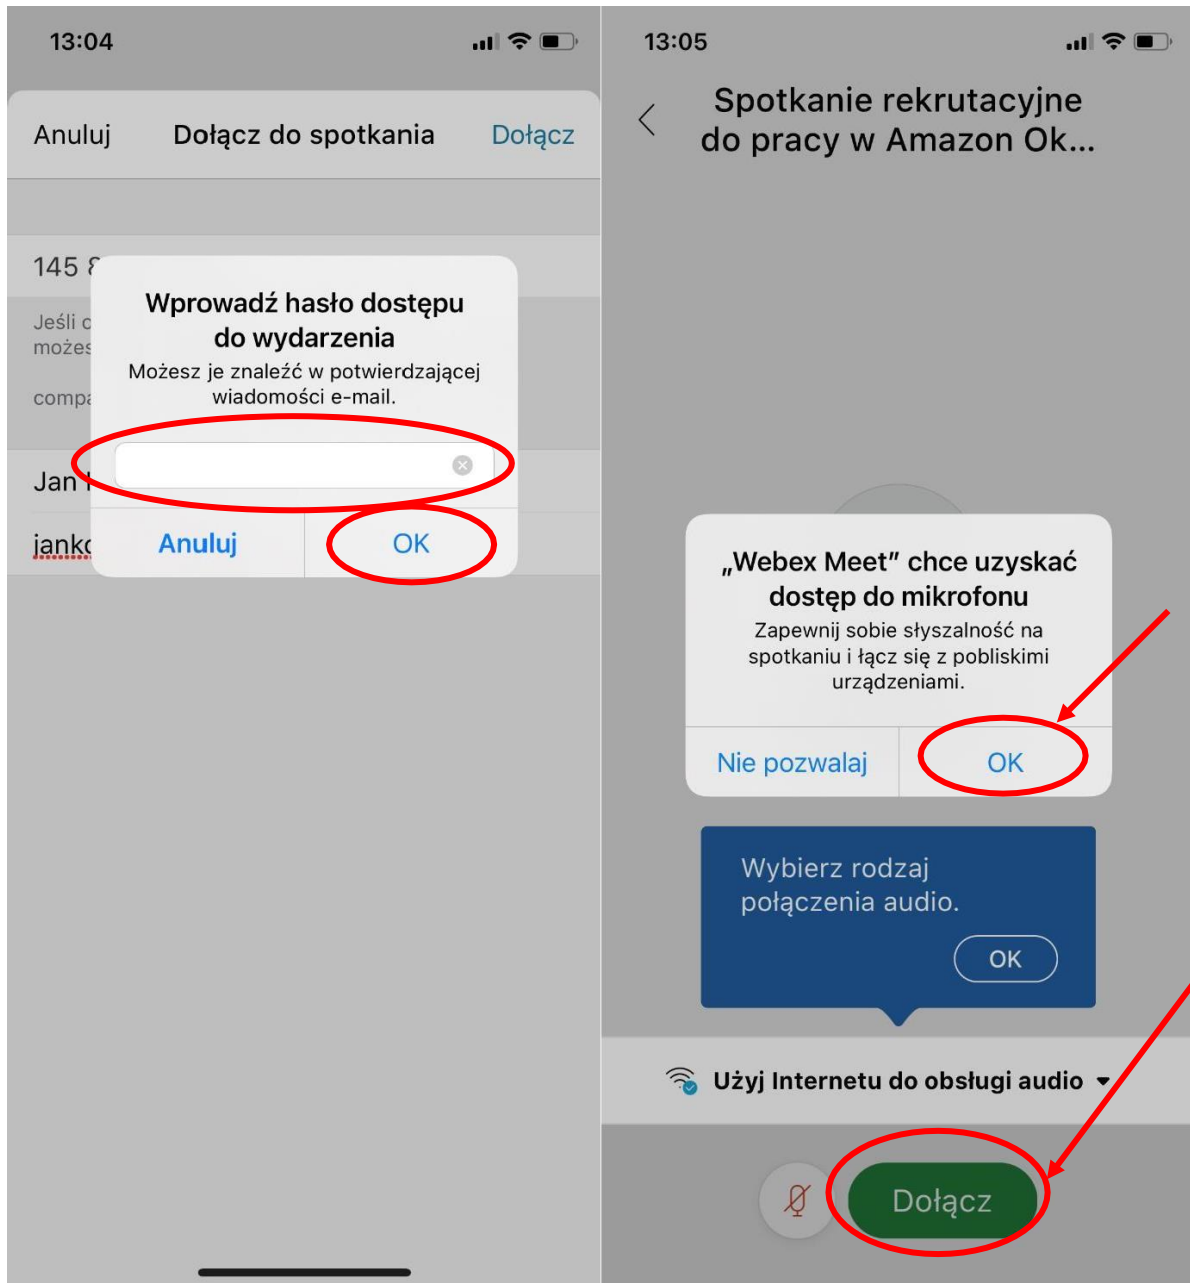 13:04
Anuluj Dołącz do spotkania Dołącz
145
Jeśli
Wprowadź hasło dostępu
do wydarzenia
Możesz je znaleźć w potwierdzającej
wiadomości e-mail.
Jan
Anuluj OK
13:05
Spotkanie rekrutacyjne
do pracy w Amazon Ok...
„Webex Meet” chce uzyskać
dostęp do mikrofonu
Zapewnij sobie słyszalność na
spotkaniu i łącz się z pobliskimi
urządzeniami.
Nie pozwalaj OK
Wybierz rodzaj
połączenia audio.
OK
Użyj Internetu do obsługi audio
Dołącz